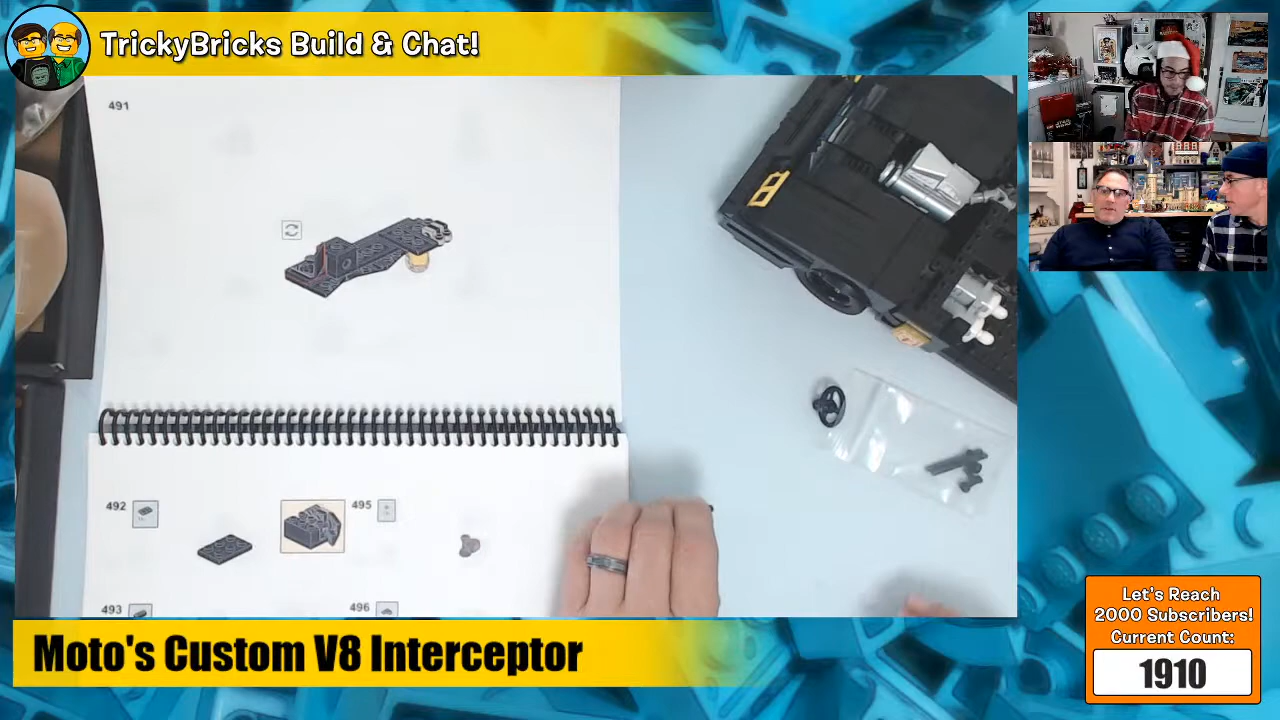 TrickyBricks Build & Chat!
491
492
495
493
496
Moto's Custom V8 Interceptor
Let's Reach
2000 Subscribers!
Current Count:
1910